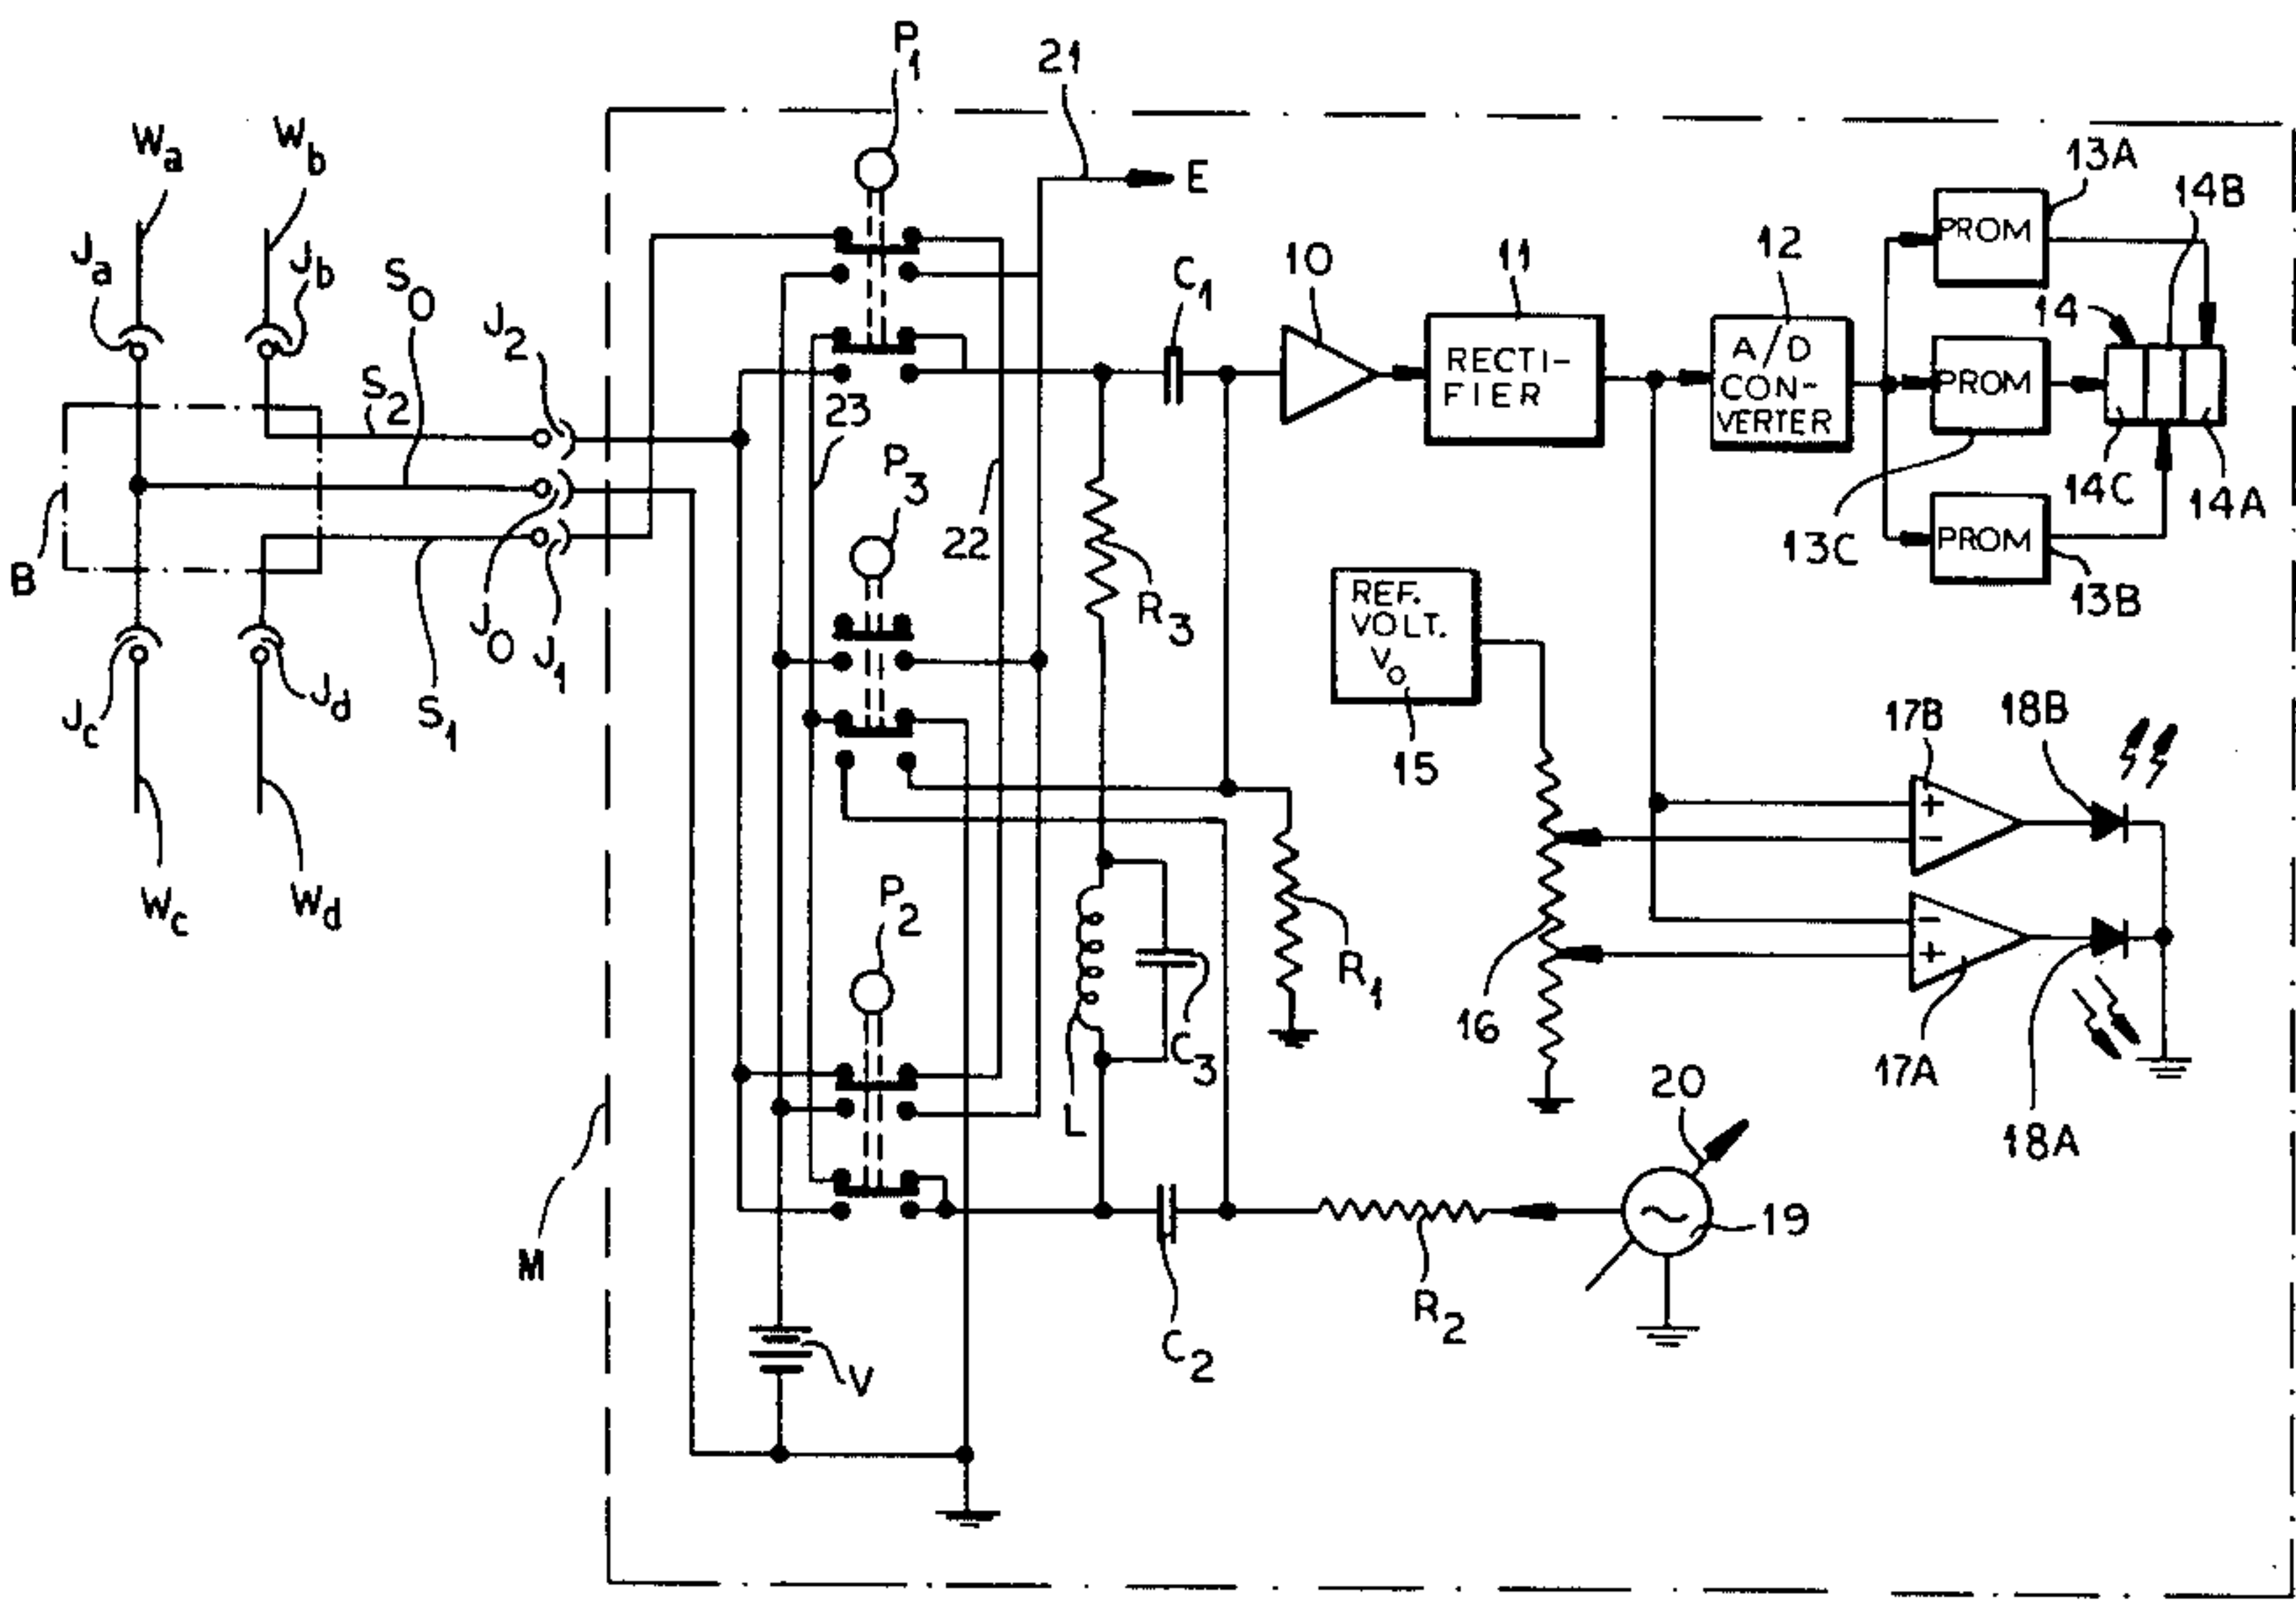 P1
21
Wa
Wb
E
13A
14B
Ja
Jb
S0
J2
C1
10
11
12
PROM
14
S2
RECTI-
FIER
A/D
CON-
VERTER
PROM
23
P3
22
14C
14A
B
J0
J1
R3
REF.
VOLT.
V0
13C
PROM
13B
Jc
Jd
S1
15
17B
18B
+
−
Wc
Wd
P2
R1
16
−
+
L
C3
17A
18A
20
M
19
R2
C2
V